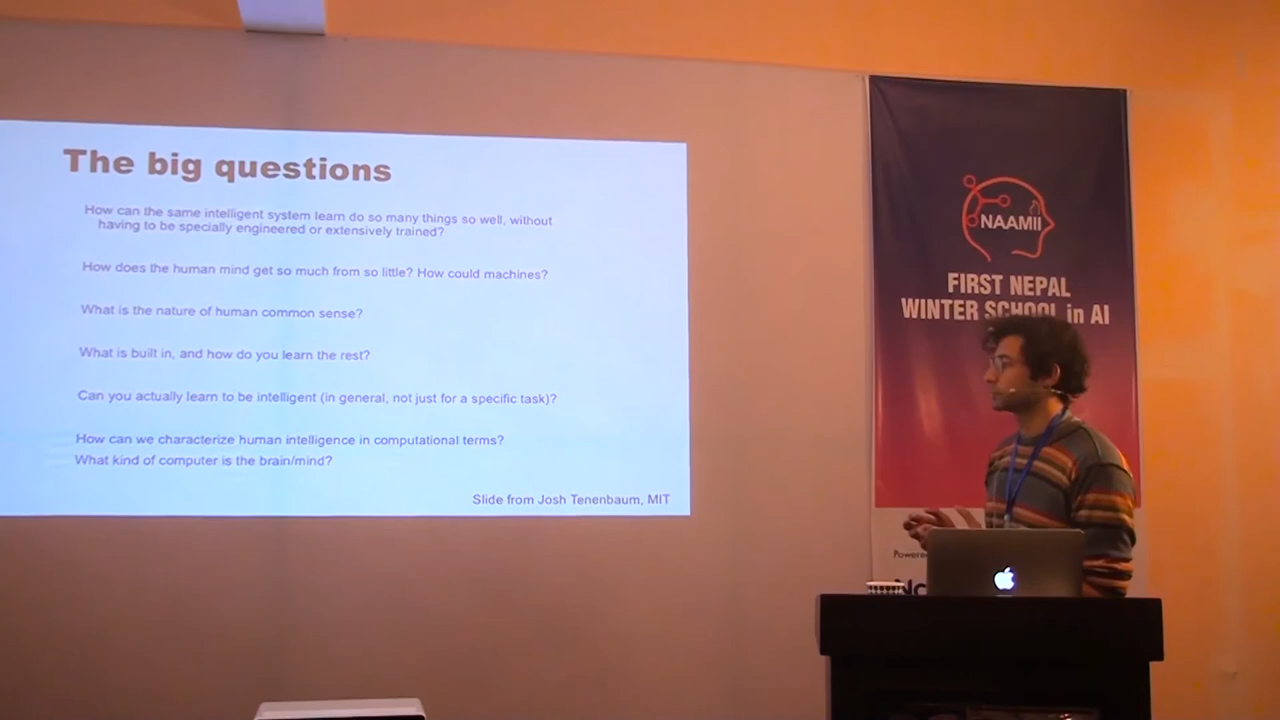 The big questions
How can the same intelligent system learn do so many things so well, without
having to be specially engineered or extensively trained?
How does the human mind get so much from so little? How could machines?
What is the nature of human common sense?
What is built in, and how do you learn the rest?
Can you actually learn to be intelligent (in general, not just for a specific task)?
How can we characterize human intelligence in computational terms?
What kind of computer is the brain/mind?
Slide from Josh Tenenbaum, MIT
NAAMII
FIRST NEPAL
WINTER SCHOOL in AI